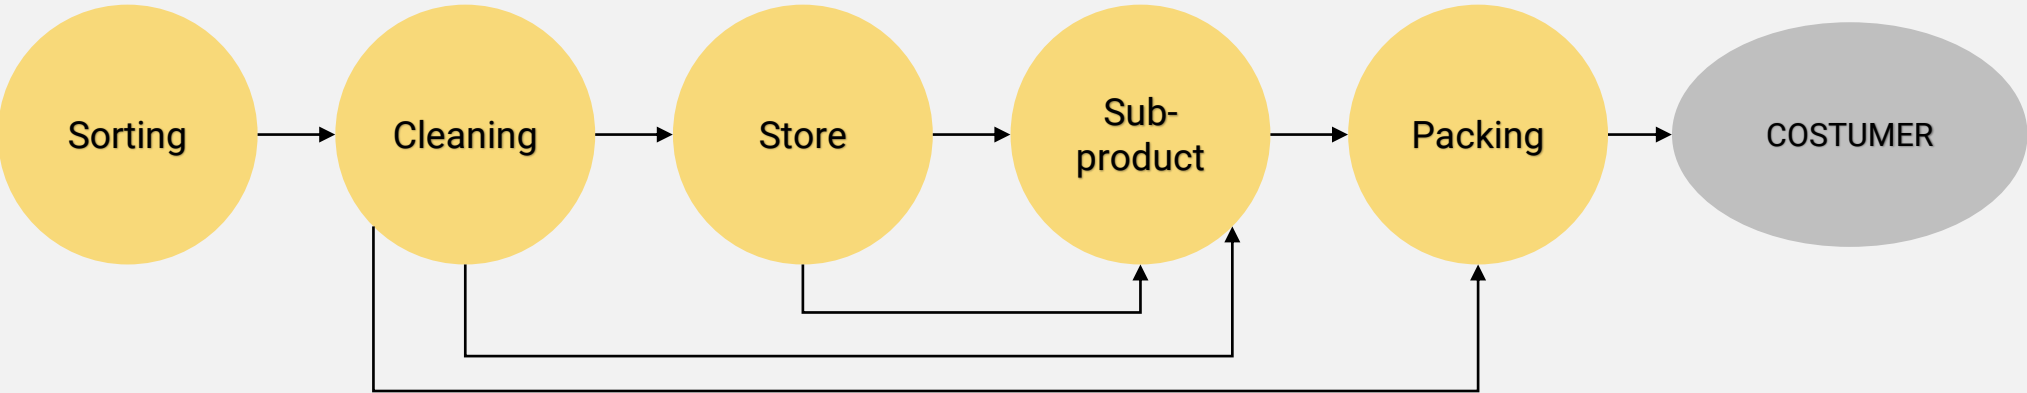 Sorting
Cleaning
Store
Sub-
product
Packing
COSTUMER